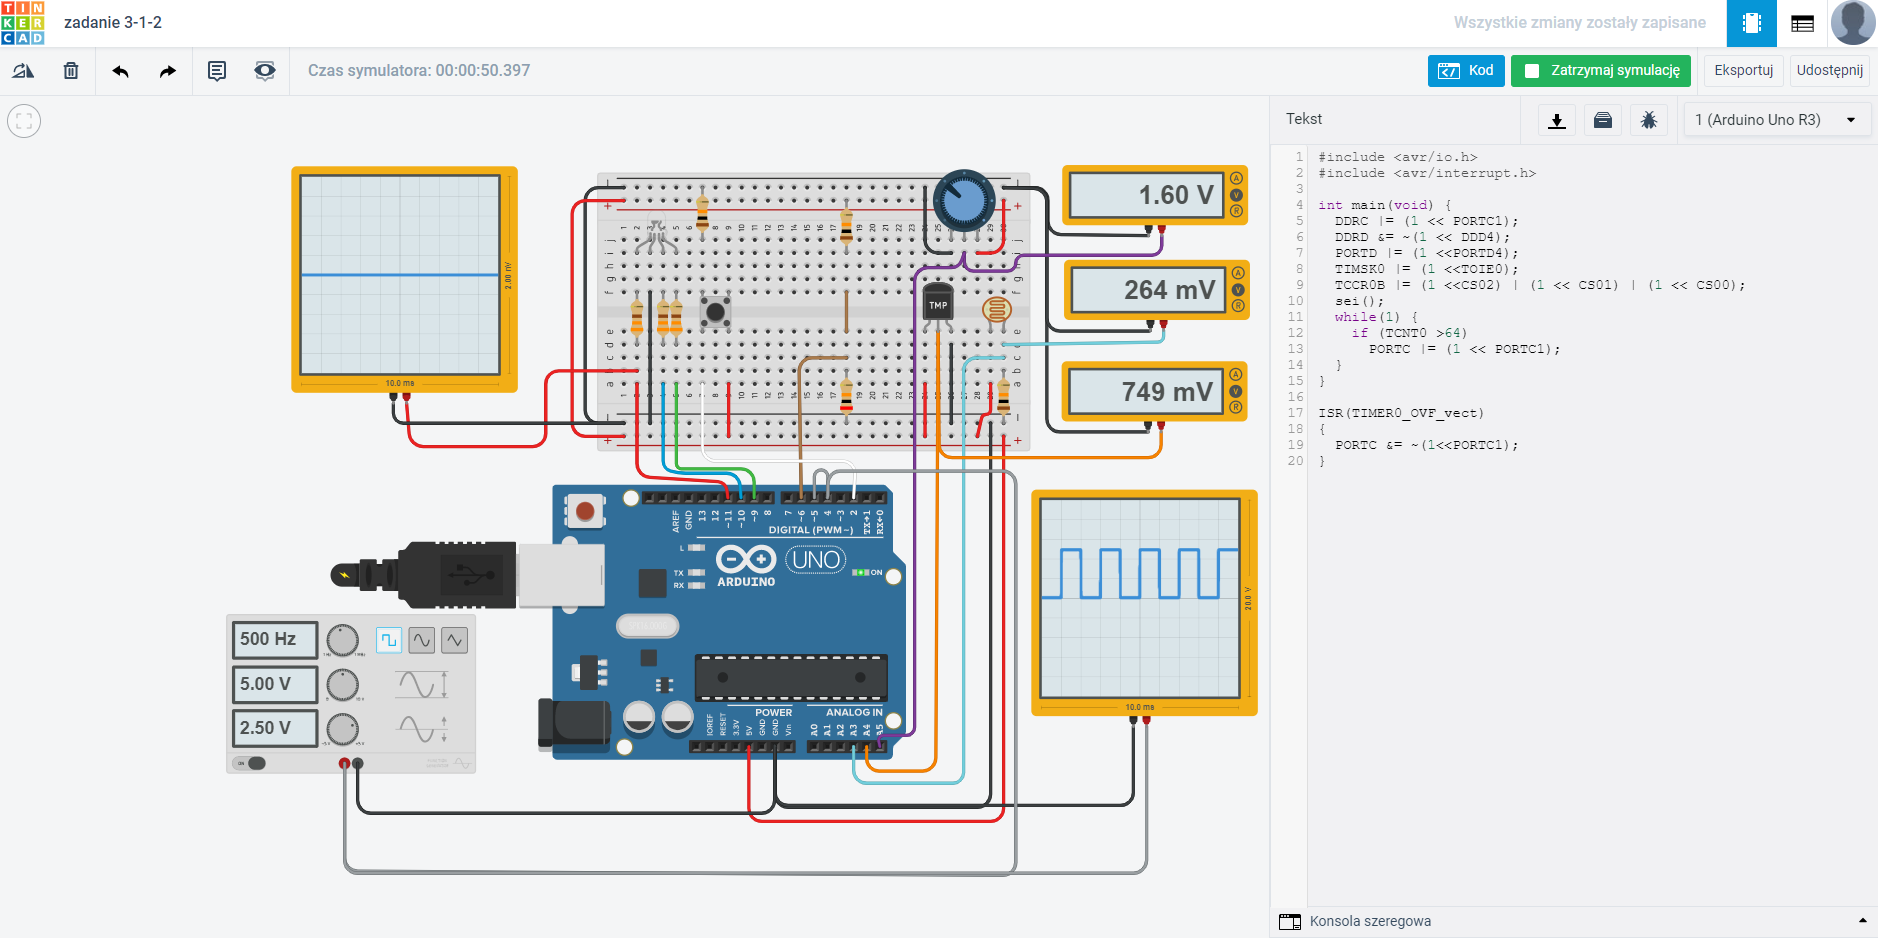 TIN
KER
CAD
zadanie 3-1-2
Wszystkie zmiany zostały zapisane
Czas symulatora: 00:00:50.397
Kod
Zatrzymaj symulację
Eksportuj
Udostępnij
Tekst
1 (Arduino Uno R3)
1 #include <avr/io.h>
2 #include <avr/interrupt.h>
3
4 int main(void) {
5 DDRC |= (1 << PORTC1);
6 DDRD &= ~(1 << DDD4);
7 PORTD |= (1 <<PORTD4);
8 TIMSK0 |= (1 <<TOIE0);
9 TCCR0B |= (1 <<CS02) | (1 << CS01) | (1 << CS00);
10 sei();
11 while(1) {
12 if (TCNT0 >64)
13 PORTC |= (1 << PORTC1);
14 }
15 }
16
17 ISR(TIMER0_OVF_vect)
18 {
19 PORTC &= ~(1<<PORTC1);
20 }
Konsola szeregowa
10.0 ms
2.00 nV
1.60 V
A
V
R
264 mV
A
V
R
749 mV
A
V
R
TMP
10.0 ms
20.0 V
500 Hz
5.00 V
2.50 V
AREF
GND
13
12
~11
~10
~9
8
7
~6
~5
4
~3
2
TX→1
RX←0
DIGITAL (PWM~)
L
TX
RX
ARDUINO
UNO
ON
POWER
ANALOG IN
IOREF
RESET
3.3V
5V
GND
GND
Vin
A0
A1
A2
A3
A4
A5